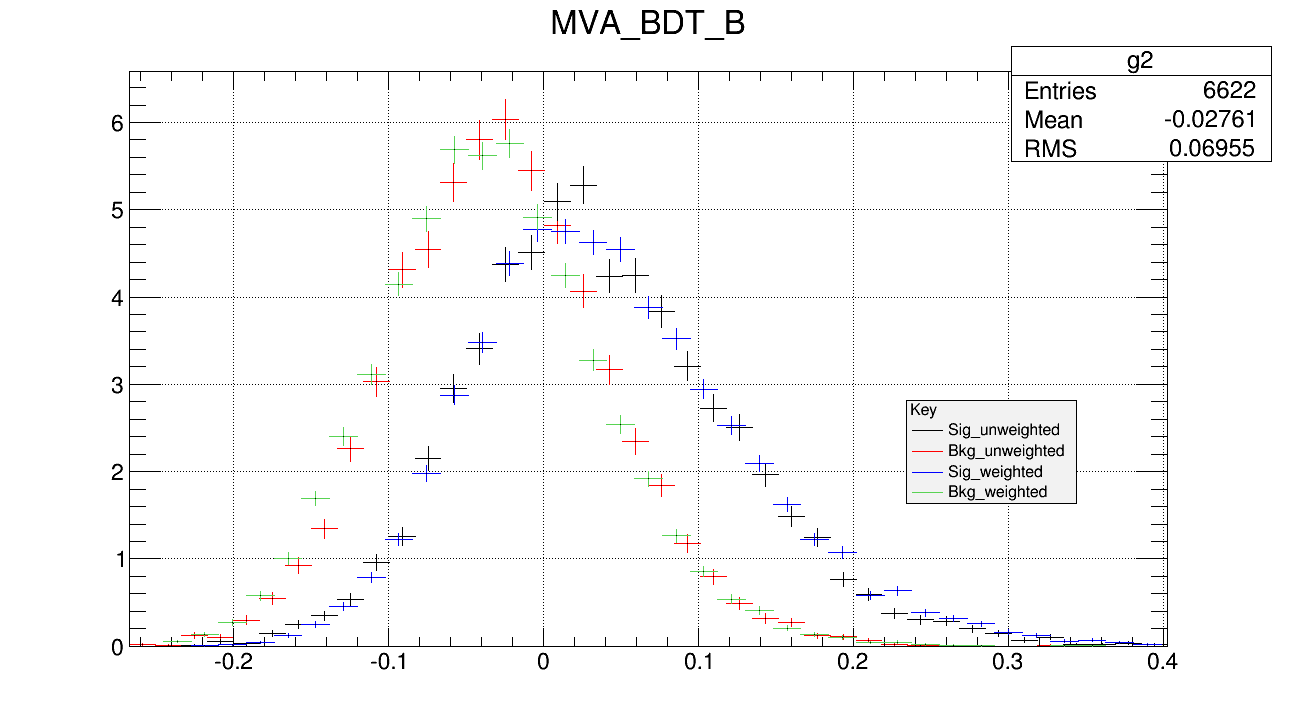 MVA_BDT_B
g2
Entries 6622
Mean -0.02761
RMS 0.06955
6
5
4
3
2
1
0
Key
Sig_unweighted
Bkg_unweighted
Sig_weighted
Bkg_weighted
-0.2 -0.1 0 0.1 0.2 0.3 0.4